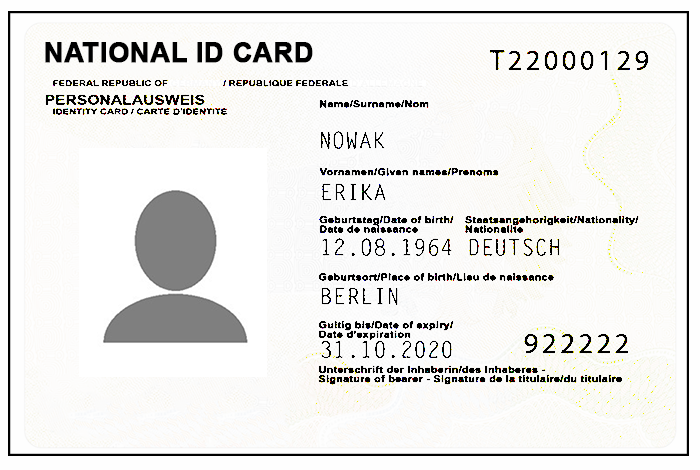 NATIONAL ID CARD
T22000129
FEDERAL REPUBLIC OF / REPUBLIQUE FEDERALE
PERSONALAUSWEIS
IDENTITY CARD / CARTE D'IDENTITE
Name/Surname/Nom
NOWAK
Vornamen/Given names/Prenoms
ERIKA
Geburtstag/Date of birth/ Staatsangehorigkeit/Nationality/
Date de naissance Nationalite
12.08.1964 DEUTSCH
Geburtsort/Place of birth/Lieu de naissance
BERLIN
Gultig bis/Date of expiry/
Date d'expiration
31.10.2020
922222
Unterschrift der Inhaberin/des Inhaberes -
Signature of bearer - Signature de la titulaire/du titulaire